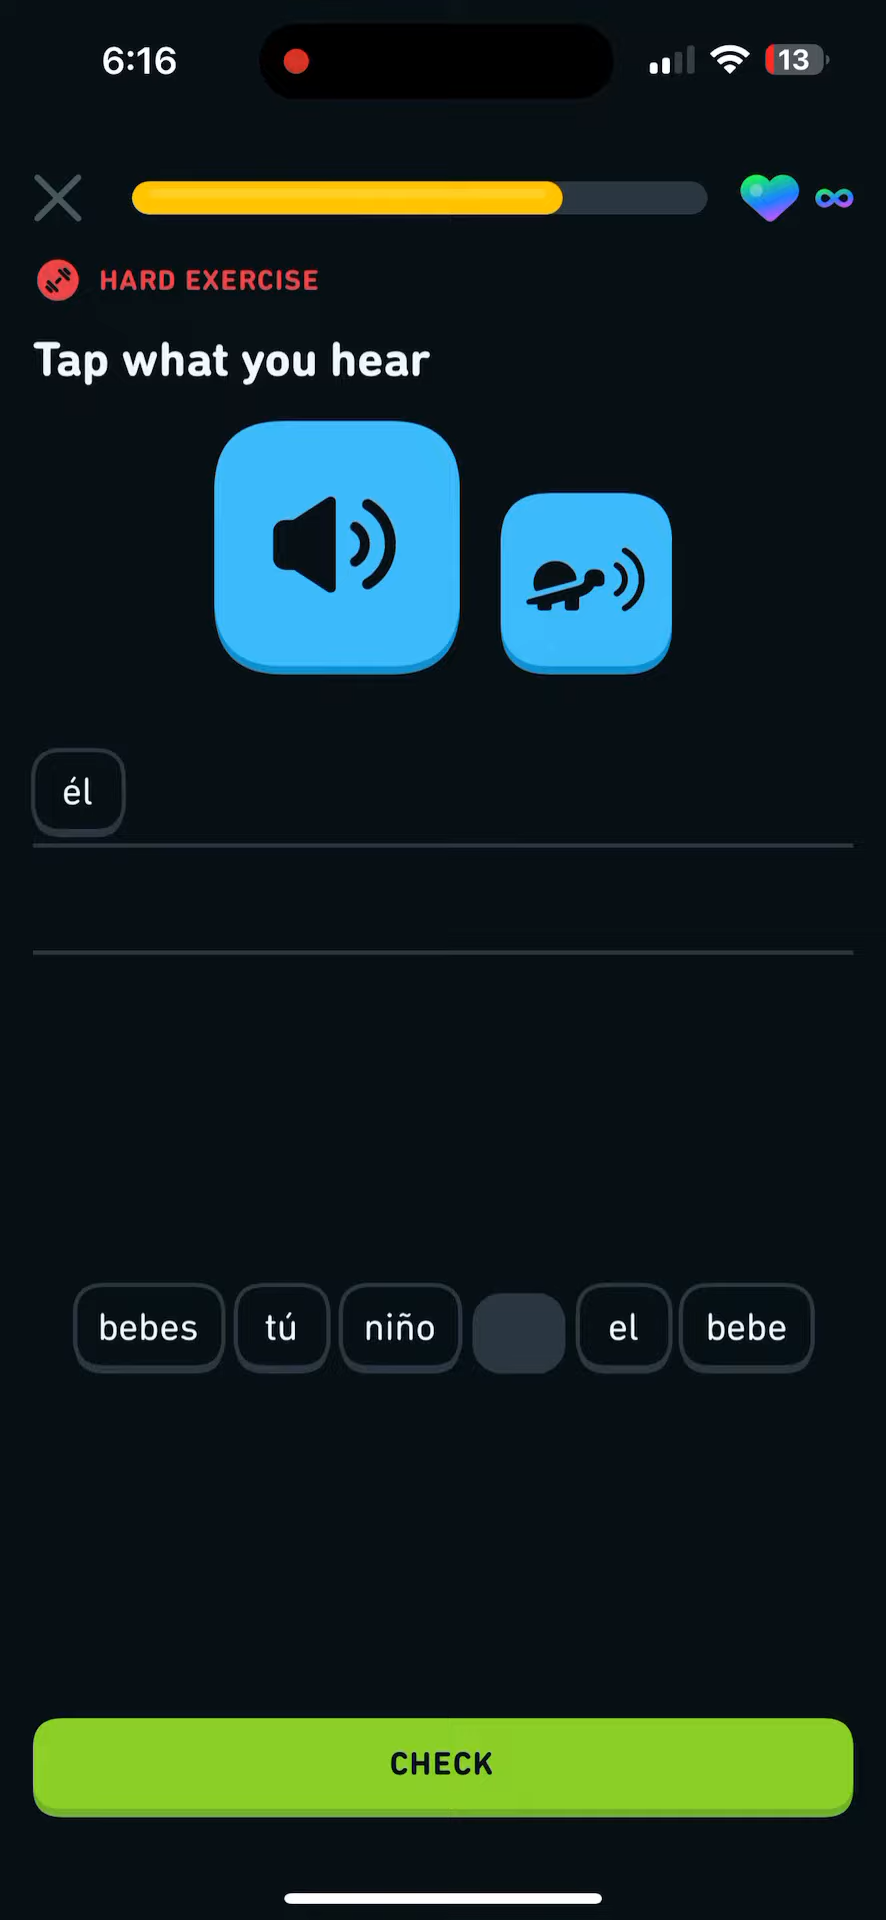 6:16
13
HARD EXERCISE
Tap what you hear
él
bebes tú niño el bebe
CHECK